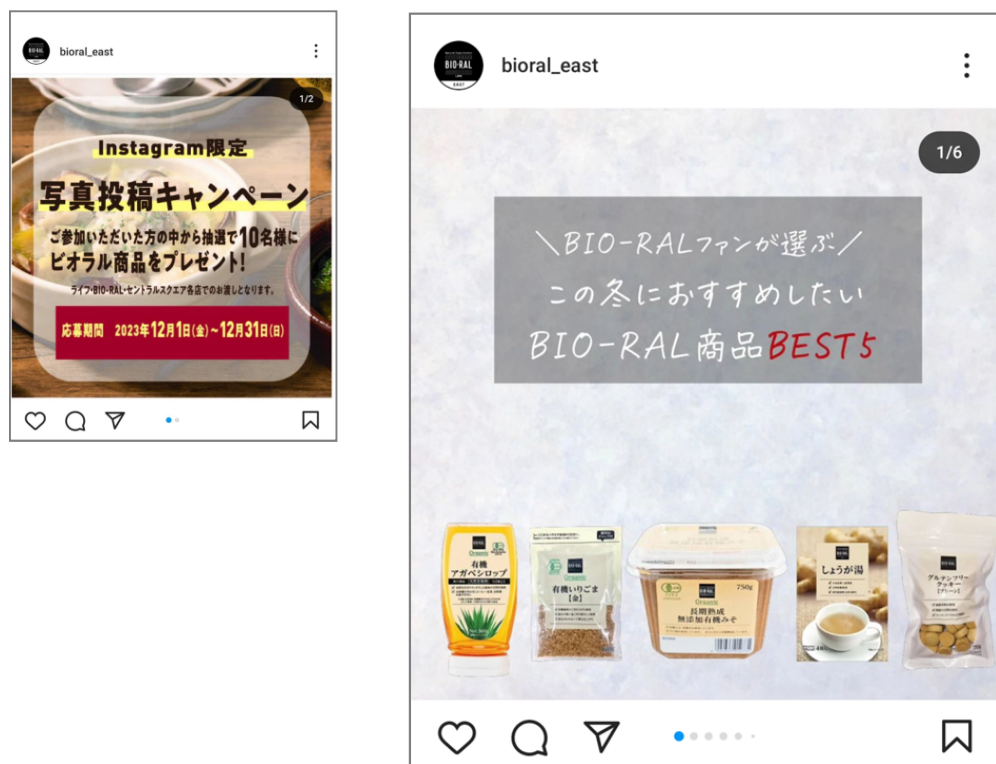 BIO-RAL
bioral_east
1/2
Instagram限定
写真投稿キャンペーン
ご参加いただいた方の中から抽選で10名様に
ビオラル商品をプレゼント!
ライフ・BIO-RAL・セントラルスクエア各店でのお渡しとなります。
応募期間 2023年12月1日(金)~12月31日(日)
BIO-RAL
EAST
bioral_east
1/6
＼BIO-RALファンが選ぶ／
この冬におすすめしたい
BIO-RAL商品BEST5
Organic
有機
アガベシロップ
有機いりごま
【金】
750g
Organic
長期熟成
無添加有機みそ
しょうが湯
グルテンフリー
クッキー
【プレーン】